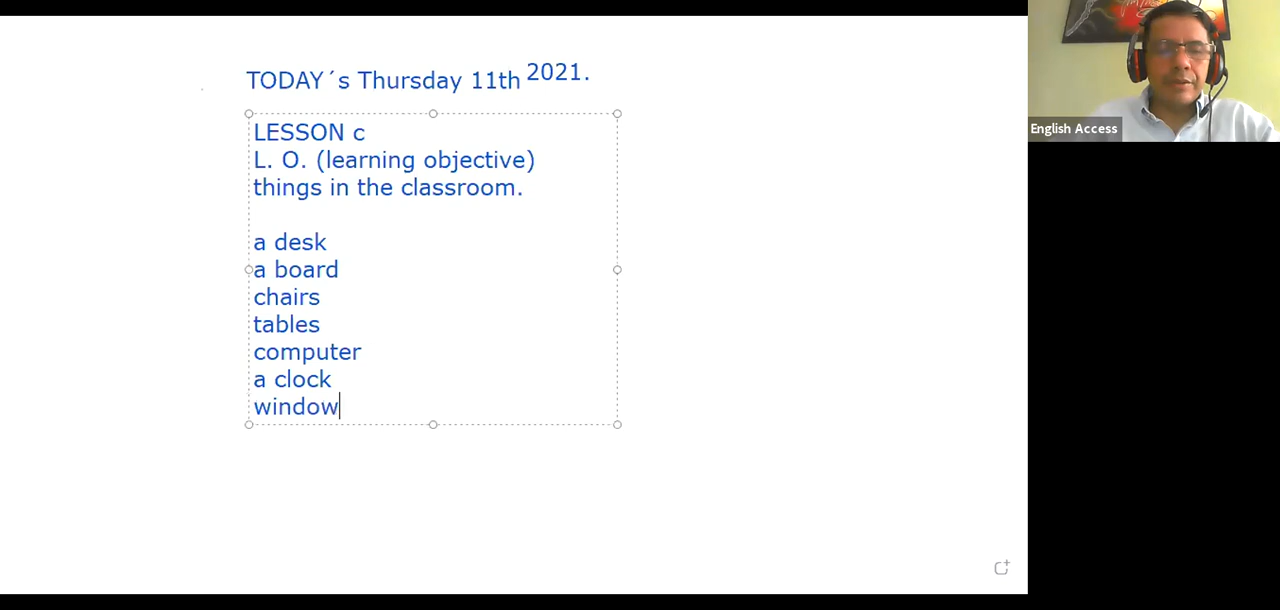 TODAY´s Thursday 11th 2021.
LESSON c
L. O. (learning objective)
things in the classroom.
a desk
a board
chairs
tables
computer
a clock
window
English Access